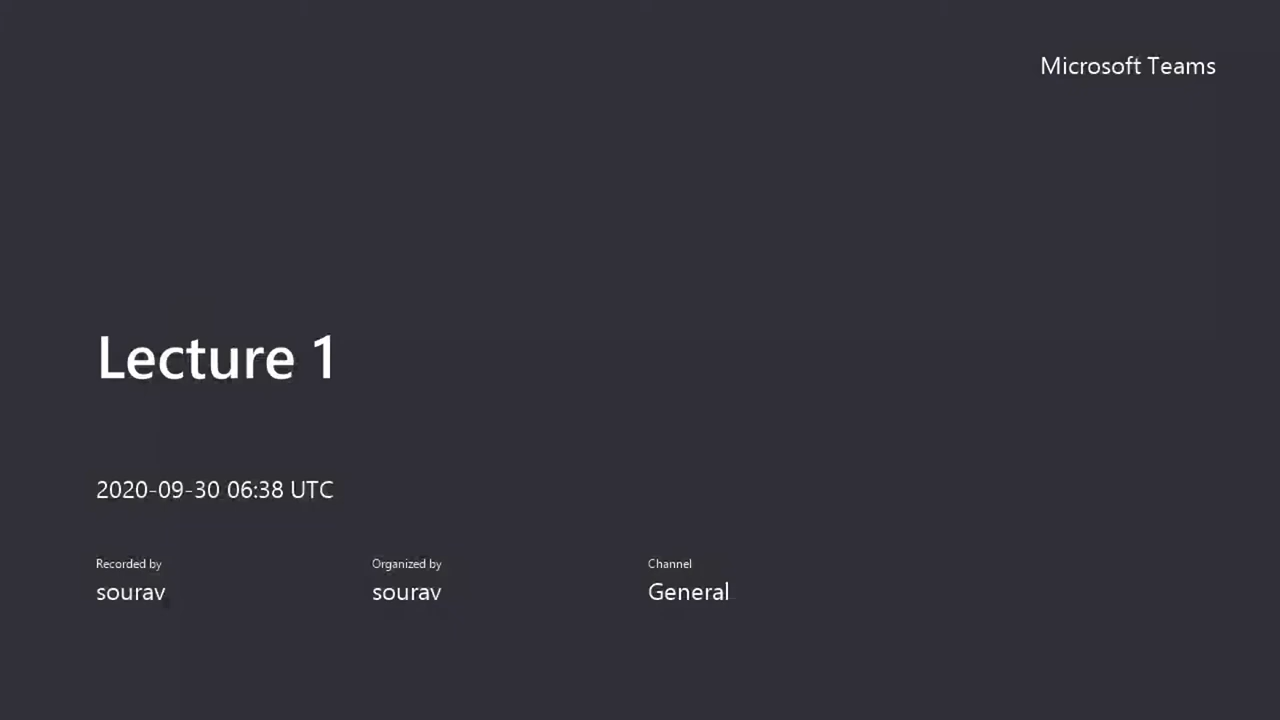 Microsoft Teams
Lecture 1
2020-09-30 06:38 UTC
Recorded by
sourav
Organized by
sourav
Channel
General